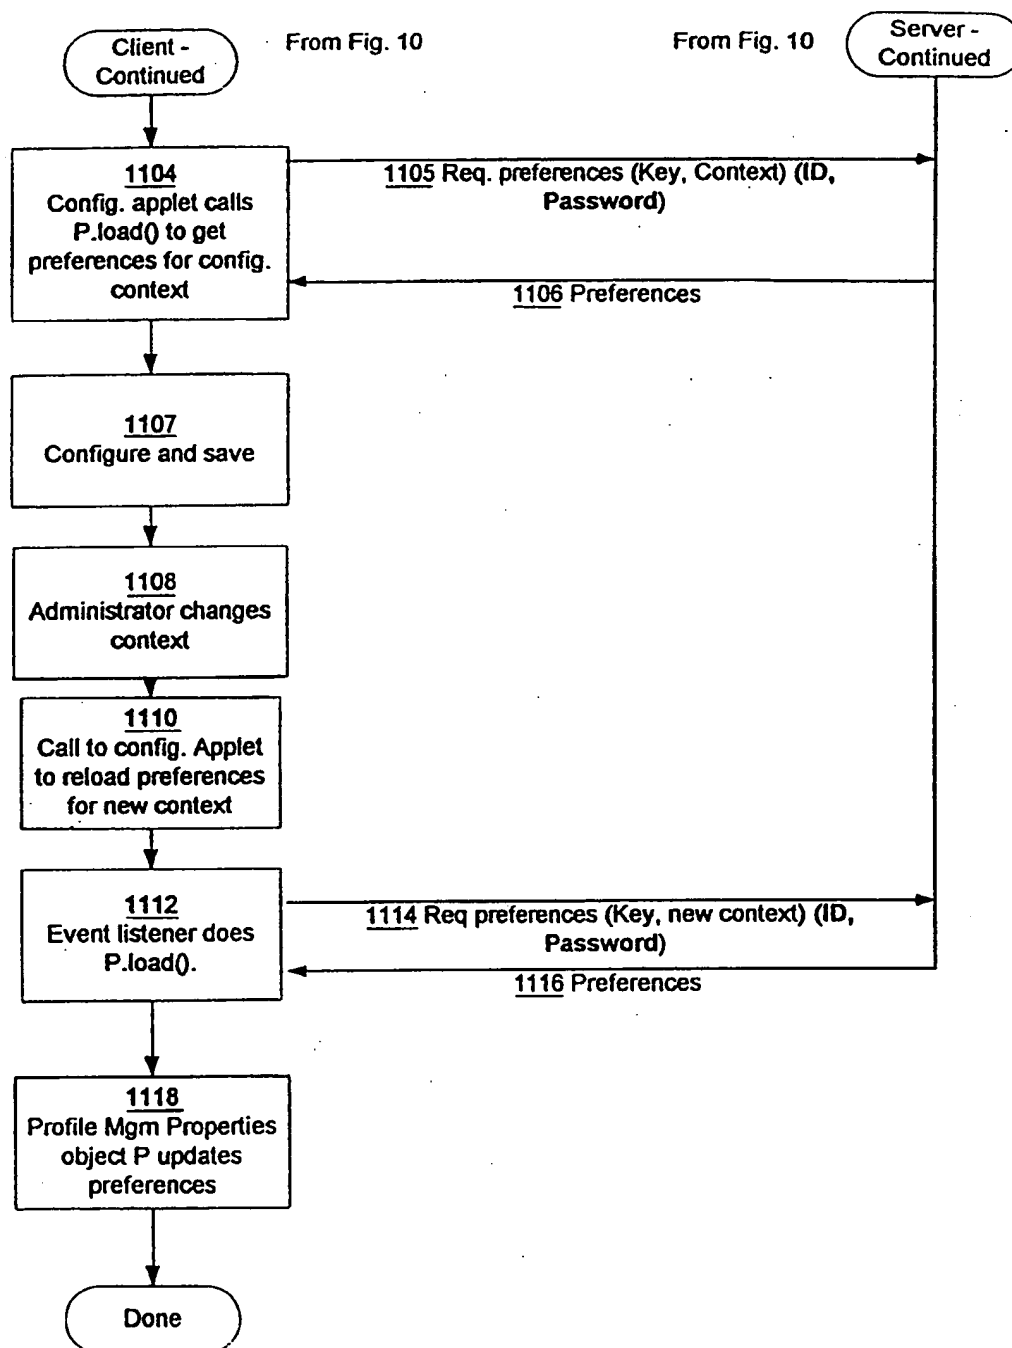 Client -
Continued
From Fig. 10
From Fig. 10
Server -
Continued
1104
Config. applet calls
P.load() to get
preferences for config.
context
1105 Req. preferences (Key, Context) (ID,
Password)
1106 Preferences
1107
Configure and save
1108
Administrator changes
context
1110
Call to config. Applet
to reload preferences
for new context
1112
Event listener does
P.load().
1114 Req preferences (Key, new context) (ID,
Password)
1116 Preferences
1118
Profile Mgm Properties
object P updates
preferences
Done